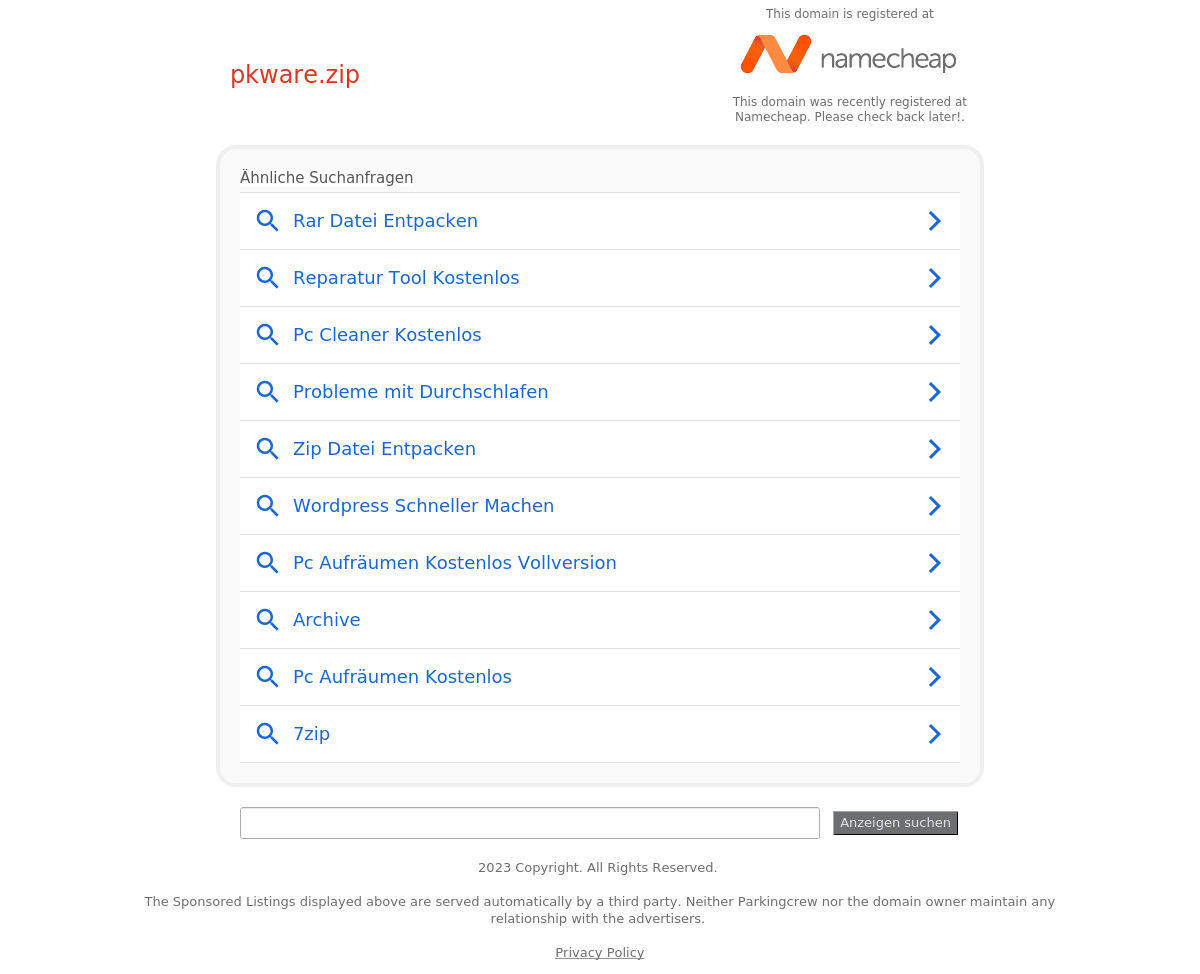 This domain is registered at
namecheap
pkware.zip
This domain was recently registered at
Namecheap. Please check back later!.
Ähnliche Suchanfragen
Rar Datei Entpacken
Reparatur Tool Kostenlos
Pc Cleaner Kostenlos
Probleme mit Durchschlafen
Zip Datei Entpacken
Wordpress Schneller Machen
Pc Aufräumen Kostenlos Vollversion
Archive
Pc Aufräumen Kostenlos
7zip
Anzeigen suchen
2023 Copyright. All Rights Reserved.
The Sponsored Listings displayed above are served automatically by a third party. Neither Parkingcrew nor the domain owner maintain any
relationship with the advertisers.
Privacy Policy